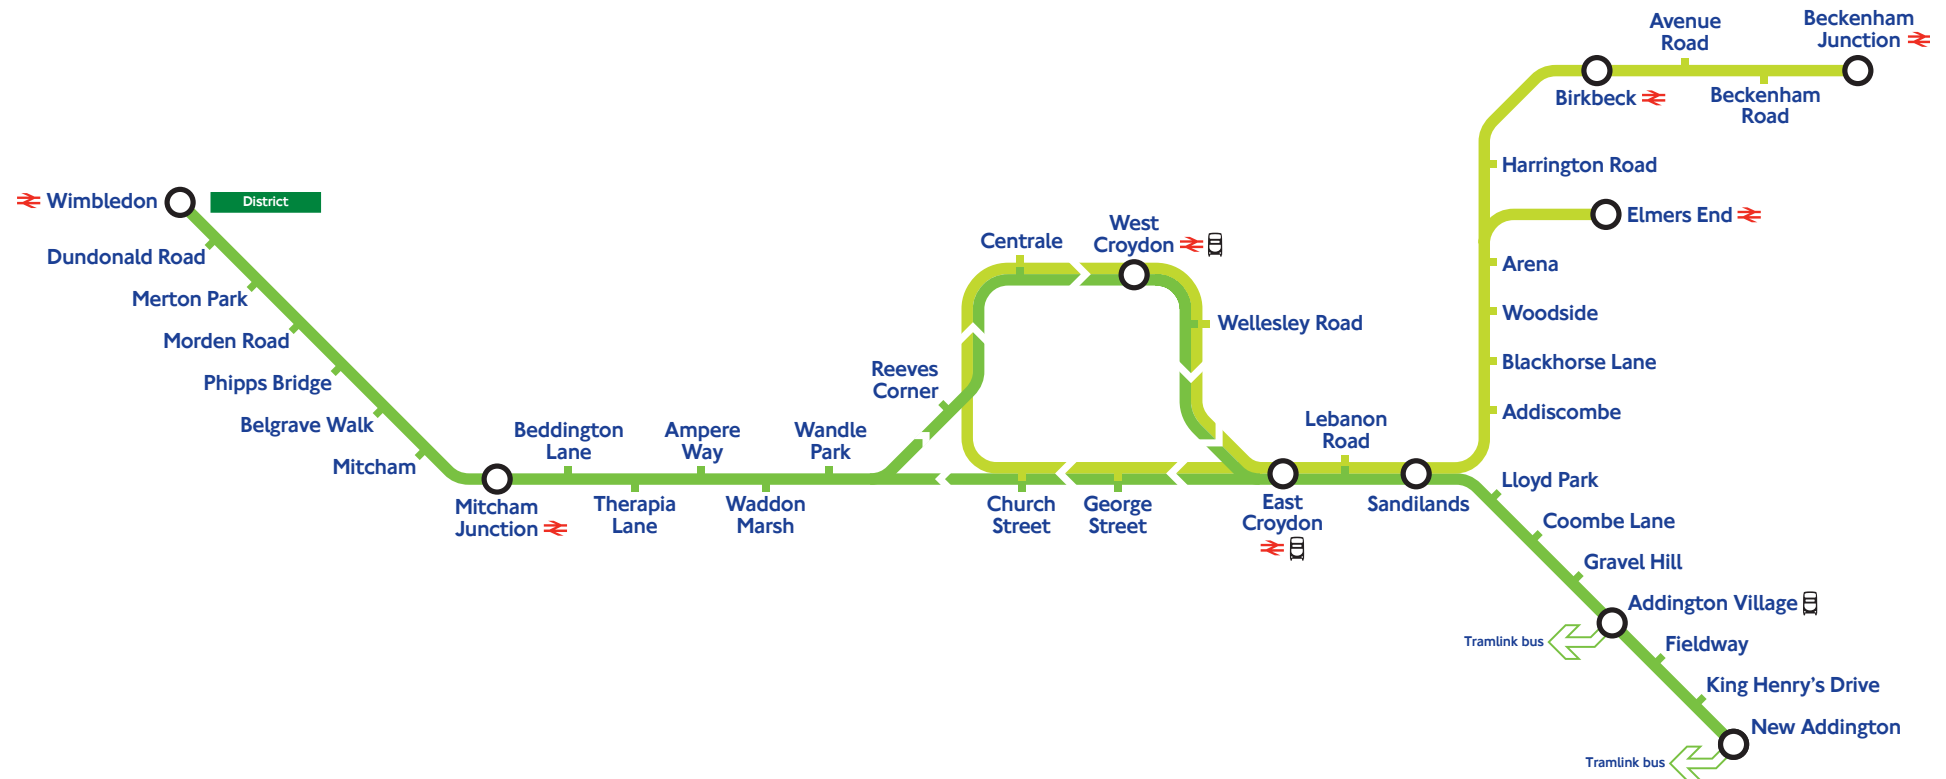 Wimbledon
District
Dundonald Road
Merton Park
Morden Road
Phipps Bridge
Belgrave Walk
Mitcham
Mitcham
Junction
Beddington
Lane
Therapia
Lane
Ampere
Way
Waddon
Marsh
Wandle
Park
Reeves
Corner
Centrale
West
Croydon
Wellesley Road
Church
Street
George
Street
East
Croydon
Lebanon
Road
Sandilands
Addiscombe
Blackhorse Lane
Woodside
Arena
Elmers End
Harrington Road
Birkbeck
Avenue
Road
Beckenham
Road
Beckenham
Junction
Lloyd Park
Coombe Lane
Gravel Hill
Addington Village
Tramlink bus
Fieldway
King Henry’s Drive
New Addington
Tramlink bus